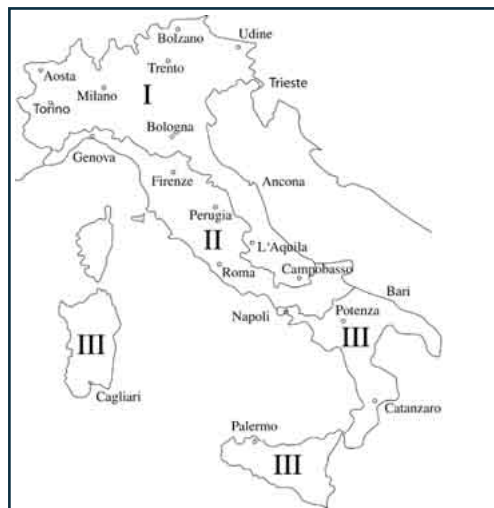 Bolzano
Udine
Trento
Aosta
Milano
Trieste
Torino
I
Bologna
Genova
Firenze
Ancona
Perugia
II
L'Aquila
Roma
Campobasso
Bari
Napoli
Potenza
III
III
Cagliari
Catanzaro
Palermo
III